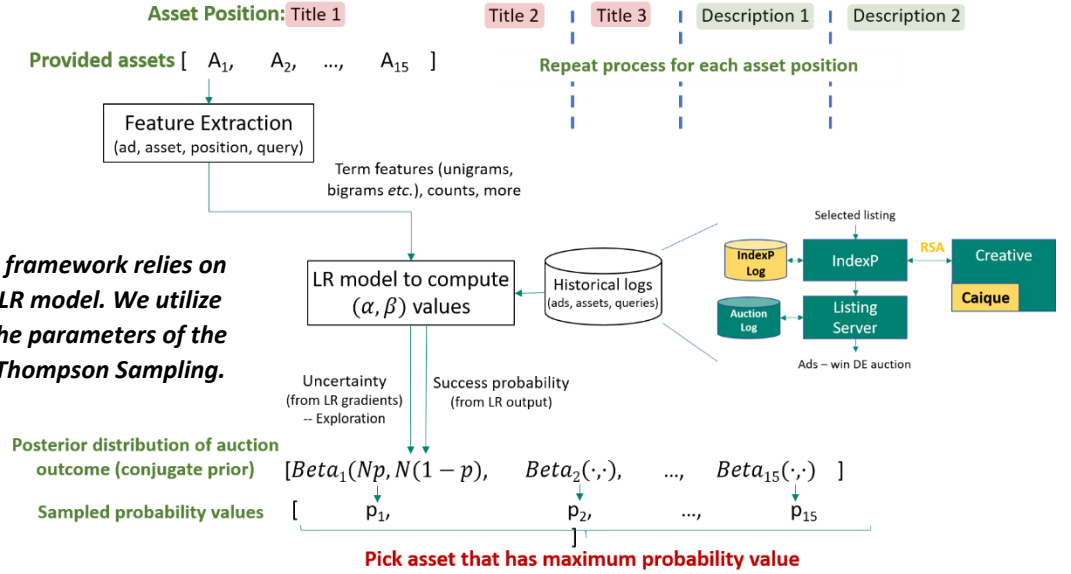 Asset Position: Title 1 Title 2 Title 3 Description 1 Description 2
Provided assets [ A1, A2, ..., A15 ]
Repeat process for each asset position
Feature Extraction
(ad, asset, position, query)
Term features (unigrams,
bigrams etc.), counts, more
framework relies on
LR model. We utilize
he parameters of the
Thompson Sampling.
LR model to compute
(α, β) values
Historical logs
(ads, assets, queries)
Selected listing
IndexP
Log
IndexP
RSA
Creative
Caique
Auction
Log
Listing
Server
Ads – win DE auction
Uncertainty
(from LR gradients)
-- Exploration
Success probability
(from LR output)
Posterior distribution of auction
outcome (conjugate prior)
[Beta1(Np, N(1 − p), Beta2(·,·), ..., Beta15(·,·) ]
Sampled probability values [ p1, p2, ..., p15
]
Pick asset that has maximum probability value